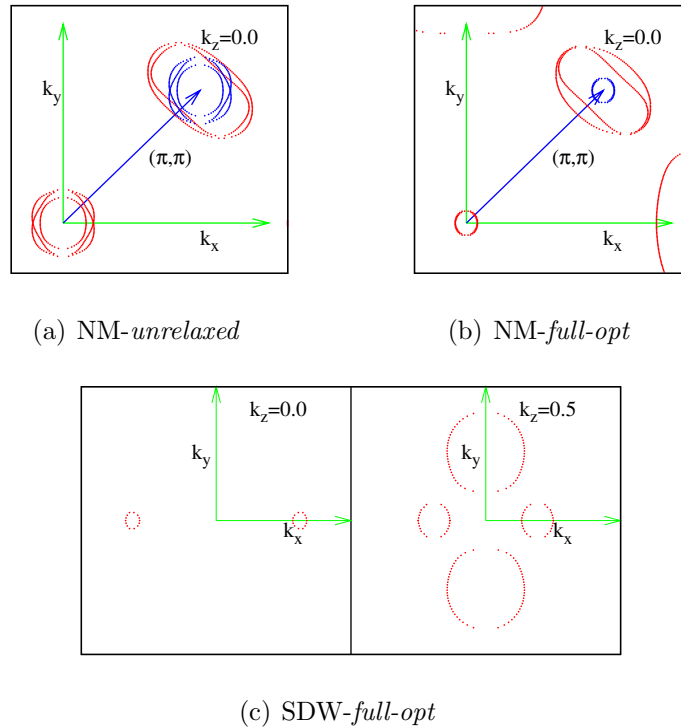 k_z=0.0
k_y
(π,π)
k_x
(a) NM-unrelaxed
k_z=0.0
k_y
(π,π)
k_x
(b) NM-full-opt
k_z=0.0
k_y
k_x
k_z=0.5
k_y
k_x
(c) SDW-full-opt